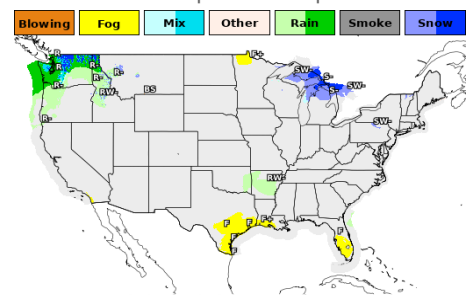 Blowing Fog Mix Other Rain Smoke Snow
R
R- R-
R- R-
RW-
BS
R-
F+
SW- S-
S- SW-
SW-
RW-
F F F+
F
F
F